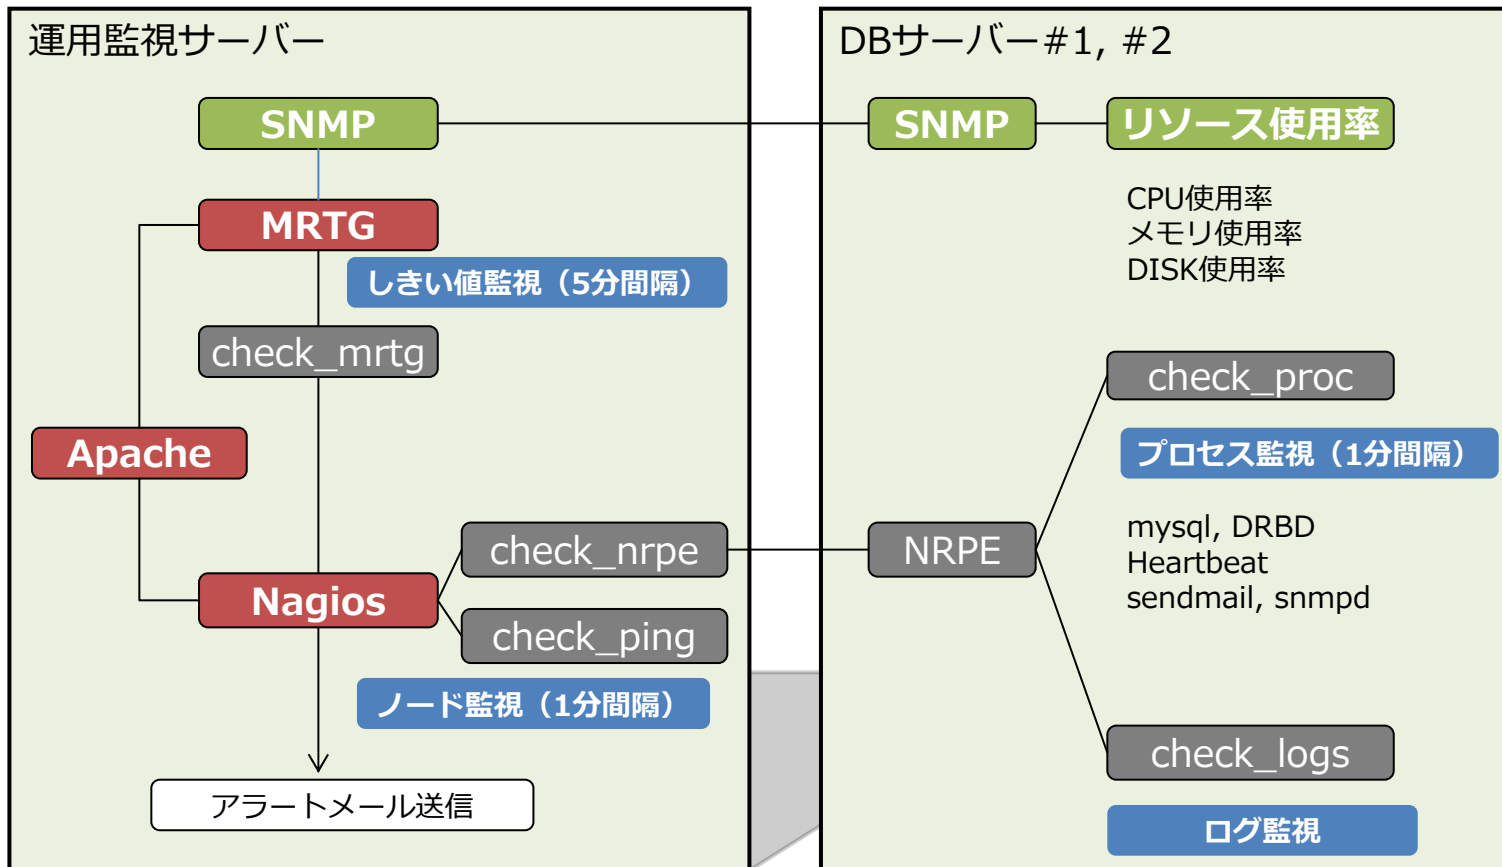 運用監視サーバー
SNMP
MRTG
しきい値監視（5分間隔）
check_mrtg
Apache
check_nrpe
Nagios
check_ping
ノード監視（1分間隔）
アラートメール送信
DBサーバー#1, #2
SNMP
リソース使用率
CPU使用率
メモリ使用率
DISK使用率
check_proc
プロセス監視（1分間隔）
NRPE
mysql, DRBD
Heartbeat
sendmail, snmpd
check_logs
ログ監視